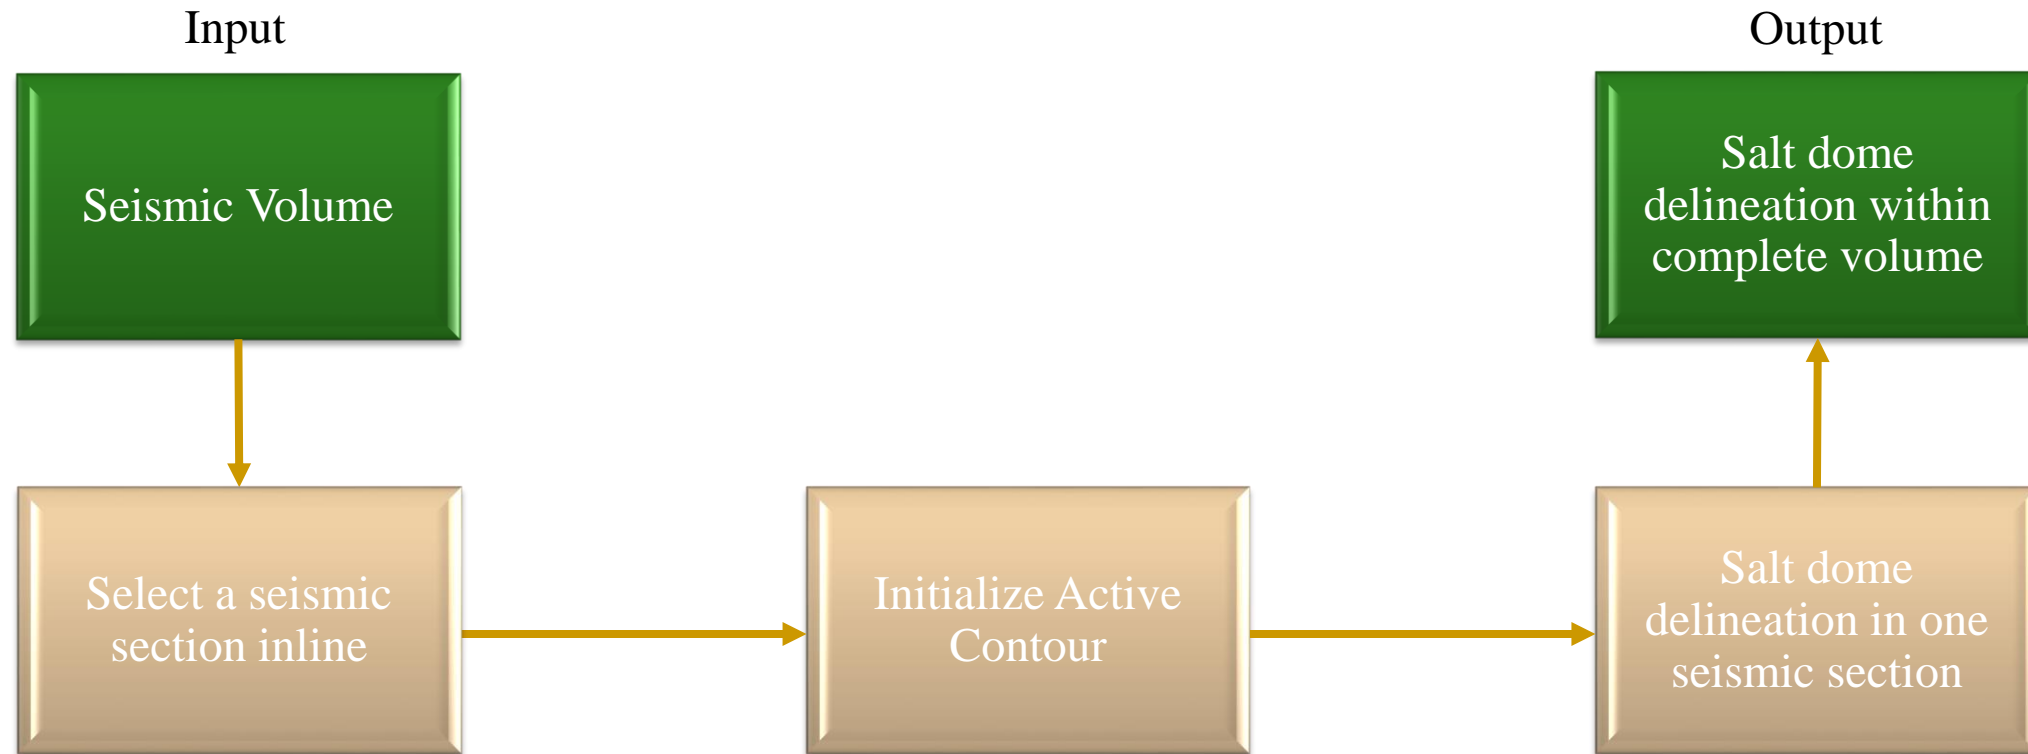 Input
Seismic Volume
Select a seismic
section inline
Initialize Active
Contour
Salt dome
delineation in one
seismic section
Output
Salt dome
delineation within
complete volume